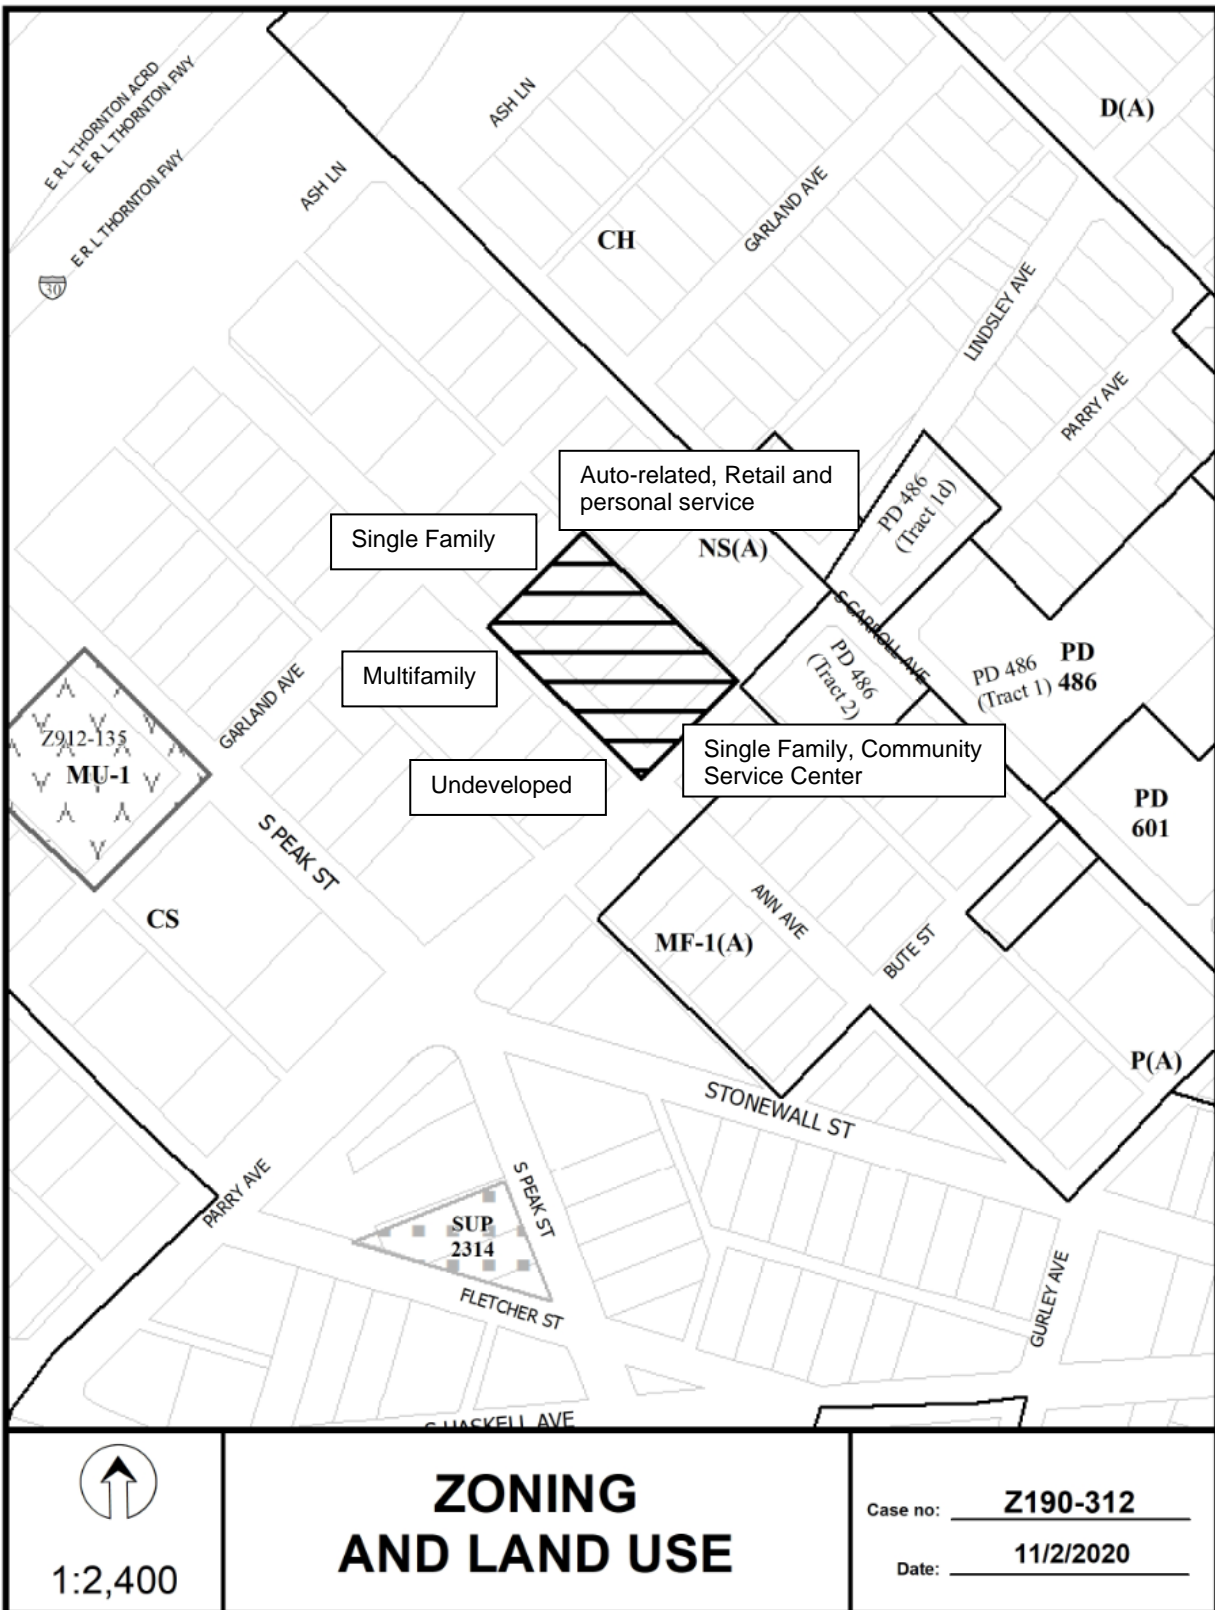 E R L THORNTON ACRD
E R L THORNTON FWY
E R L THORNTON FWY
30
ASH LN
ASH LN
D(A)
CH
GARLAND AVE
LINDSLEY AVE
PARRY AVE
Auto-related, Retail and
personal service
Single Family
NS(A)
PD 486
(Tract 1d)
S CARROLL AVE
PD 486
(Tract 2)
PD 486
(Tract 1)
PD
486
Multifamily
GARLAND AVE
Z912-135
MU-1
Single Family, Community
Service Center
Undeveloped
PD
601
S PEAK ST
CS
ANN AVE
MF-1(A)
BUTE ST
P(A)
STONEWALL ST
PARRY AVE
S PEAK ST
SUP
2314
FLETCHER ST
GURLEY AVE
S HASKELL AVE
1:2,400
ZONING
AND LAND USE
Case no: Z190-312
Date: 11/2/2020